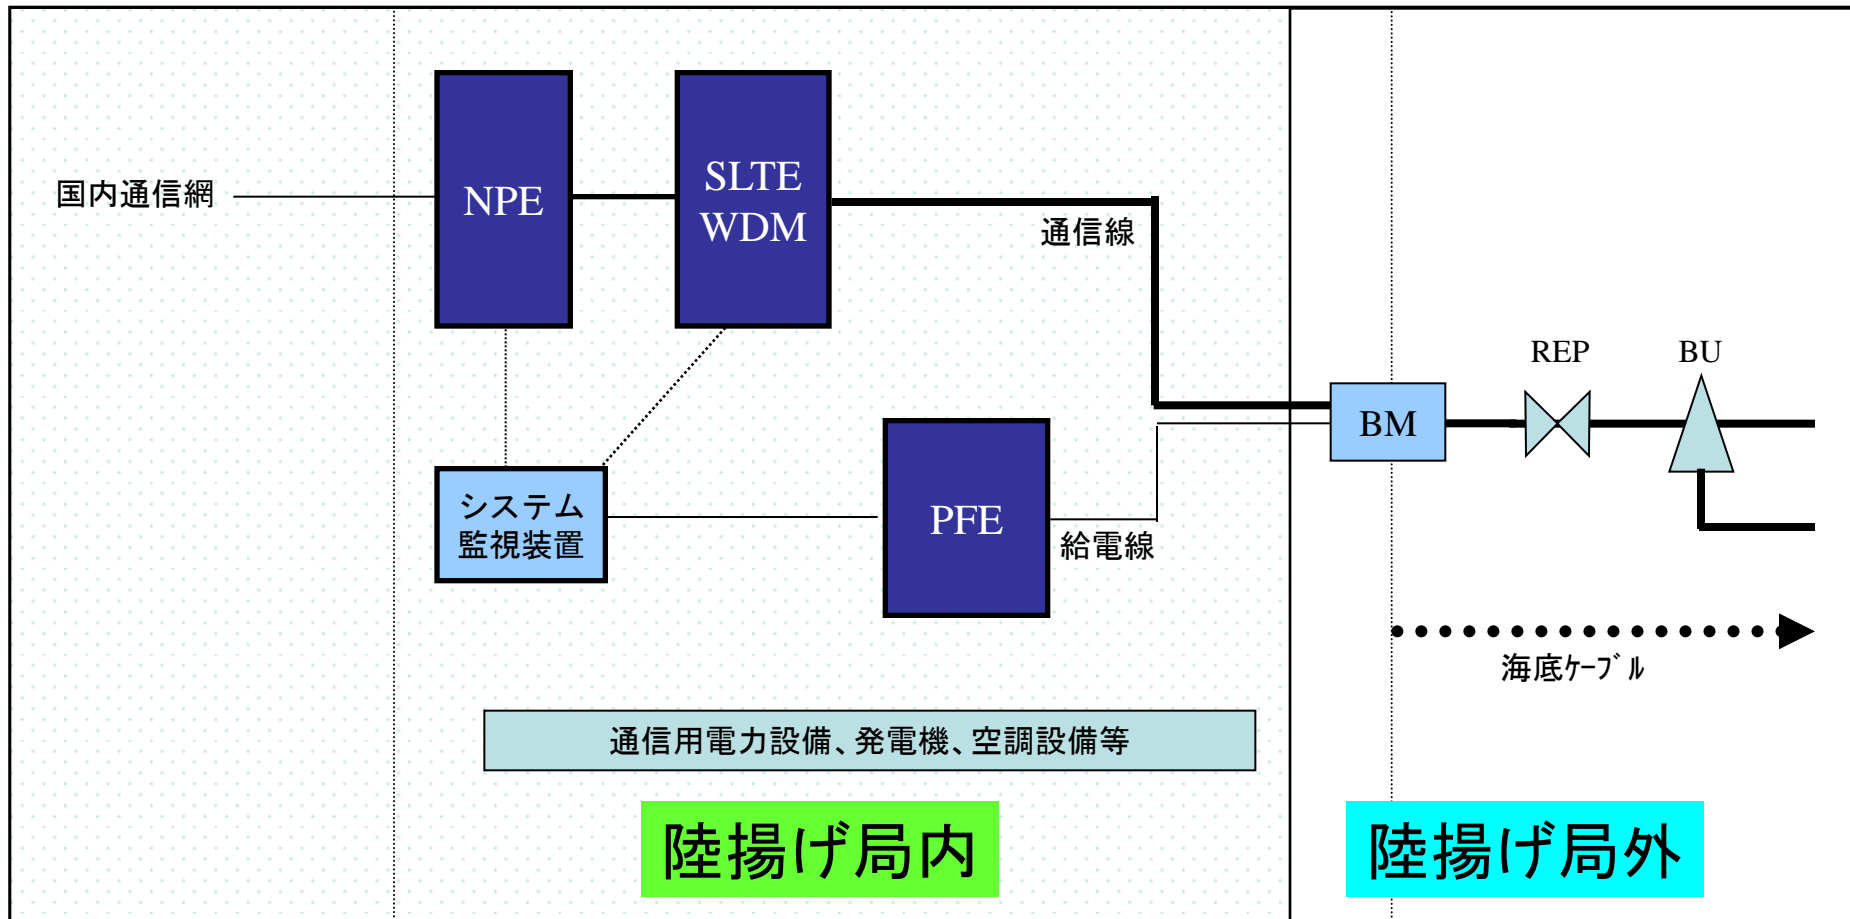 国内通信網
NPE
SLTE
WDM
通信線
REP
BU
BM
システム
監視装置
PFE
給電線
海底ｹｰﾌﾞﾙ
通信用電力設備、発電機、空調設備等
陸揚げ局内
陸揚げ局外